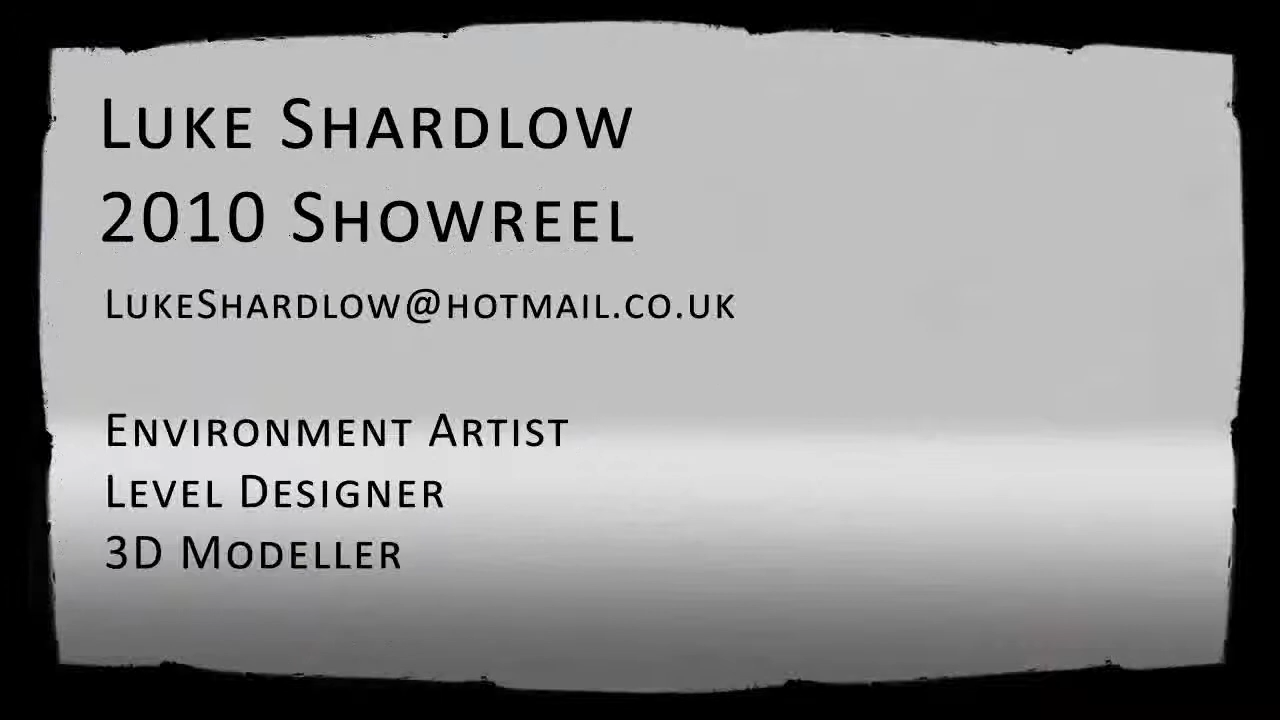 Luke Shardlow
2010 Showreel
LukeShardlow@hotmail.co.uk
Environment Artist
Level Designer
3D Modeller